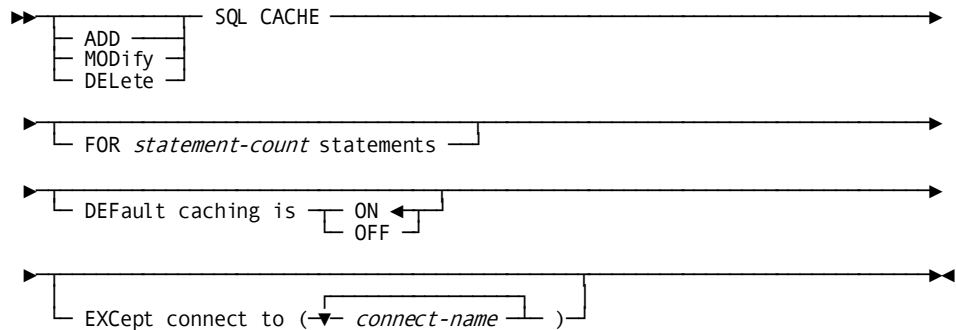 SQL CACHE
ADD
MODify
DELete
FOR statement-count statements
DEFault caching is ON
OFF
EXCept connect to ( connect-name )